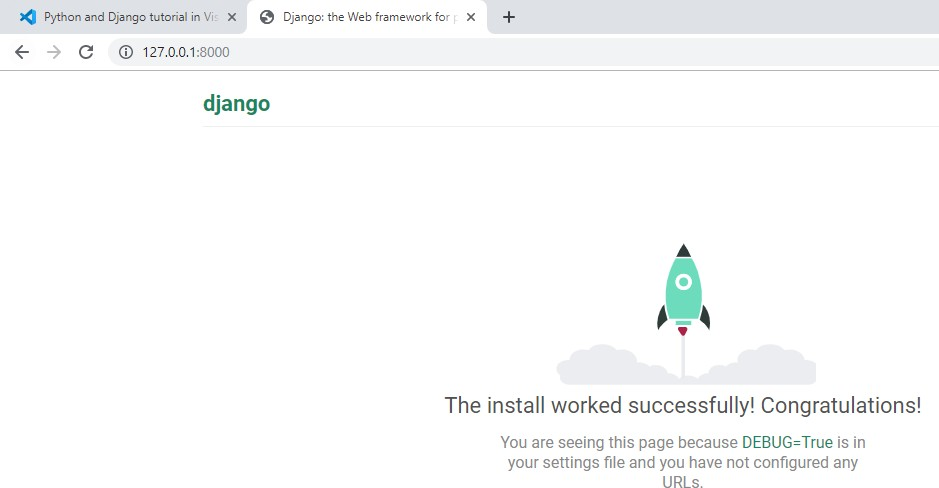 Python and Django tutorial in Vis
Django: the Web framework for p
127.0.0.1:8000
django
The install worked successfully! Congratulations!
You are seeing this page because DEBUG=True is in
your settings file and you have not configured any
URLs.